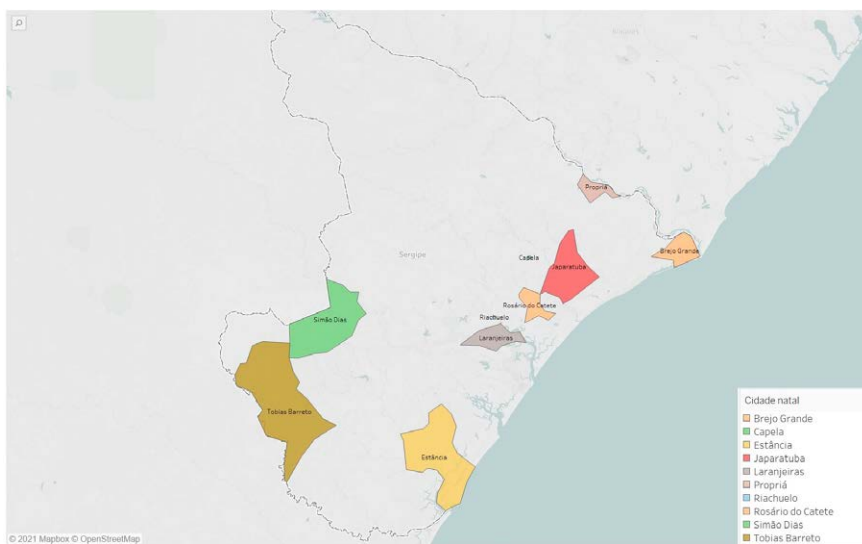 Alagoas
Propriá
Brejo Grande
Sergipe
Capela
Japaratuba
Rosário do Catete
Riachuelo
Simão Dias
Laranjeiras
Tobias Barreto
Estância
Cidade natal
Brejo Grande
Capela
Estância
Japaratuba
Laranjeiras
Propriá
Riachuelo
Rosário do Catete
Simão Dias
Tobias Barreto
© 2021 Mapbox © OpenStreetMap